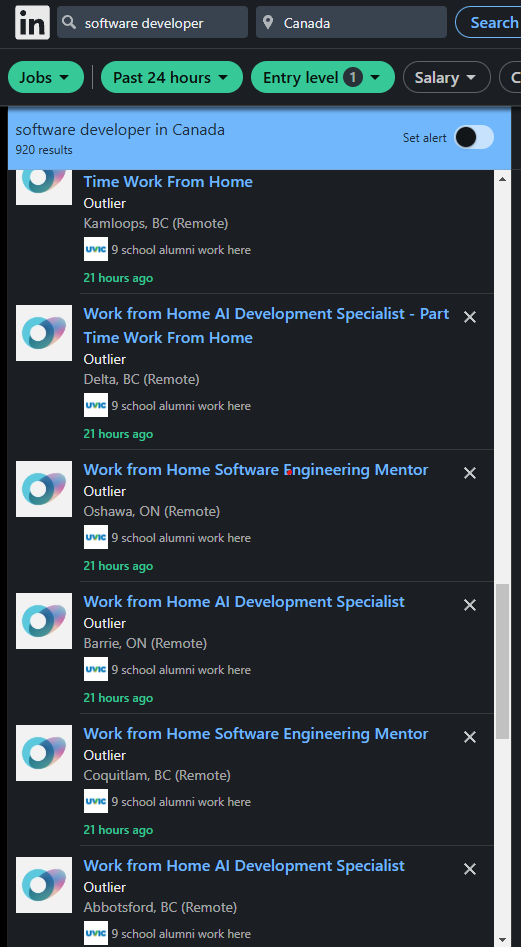 in
software developer
Canada
Search
Jobs
Past 24 hours
Entry level 1
Salary
C
software developer in Canada
920 results
Set alert
Time Work From Home
Outlier
Kamloops, BC (Remote)
UVIC 9 school alumni work here
21 hours ago
Work from Home AI Development Specialist - Part
Time Work From Home
Outlier
Delta, BC (Remote)
UVIC 9 school alumni work here
21 hours ago
Work from Home Software Engineering Mentor
Outlier
Oshawa, ON (Remote)
UVIC 9 school alumni work here
21 hours ago
Work from Home AI Development Specialist
Outlier
Barrie, ON (Remote)
UVIC 9 school alumni work here
21 hours ago
Work from Home Software Engineering Mentor
Outlier
Coquitlam, BC (Remote)
UVIC 9 school alumni work here
21 hours ago
Work from Home AI Development Specialist
Outlier
Abbotsford, BC (Remote)
UVIC 9 school alumni work here